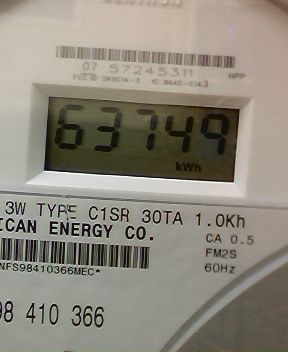 07 57245311
HPP
63749
kWh
3W TYPE C1SR 30TA 1.0Kh
ICAN ENERGY CO.
CA 0.5
FM2S
60Hz
NFS98410366MEC*
98 410 366